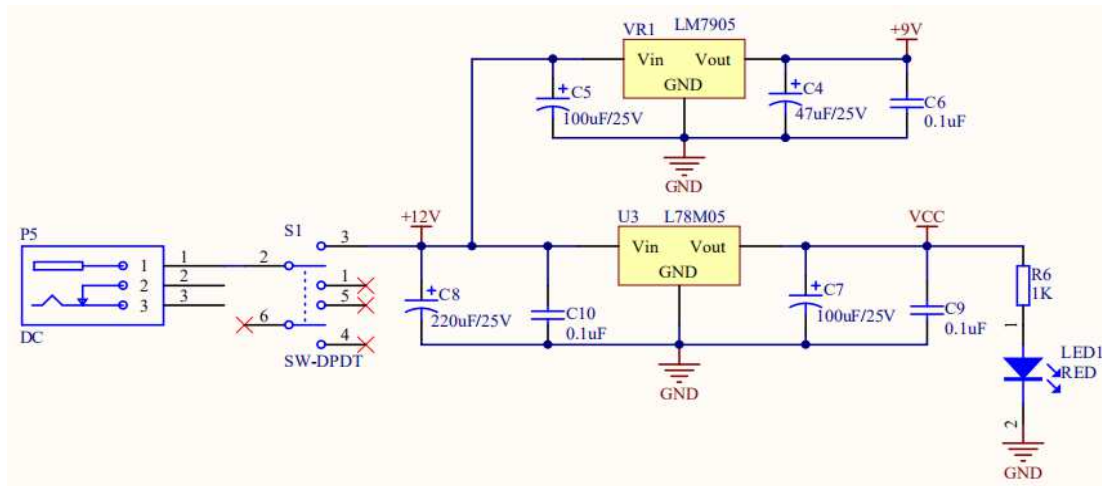 VR1 LM7905 +9V
Vin Vout
GND
C5
100uF/25V
C4
47uF/25V
C6
0.1uF
GND
P5
1 1
2 2
3 3
DC
S1
2 3
1
5
6
4
SW-DPDT
+12V
U3 L78M05 VCC
Vin Vout
GND
C8
220uF/25V
C10
0.1uF
C7
100uF/25V
C9
0.1uF
GND
R6
1K
1
LED1
RED
2
GND